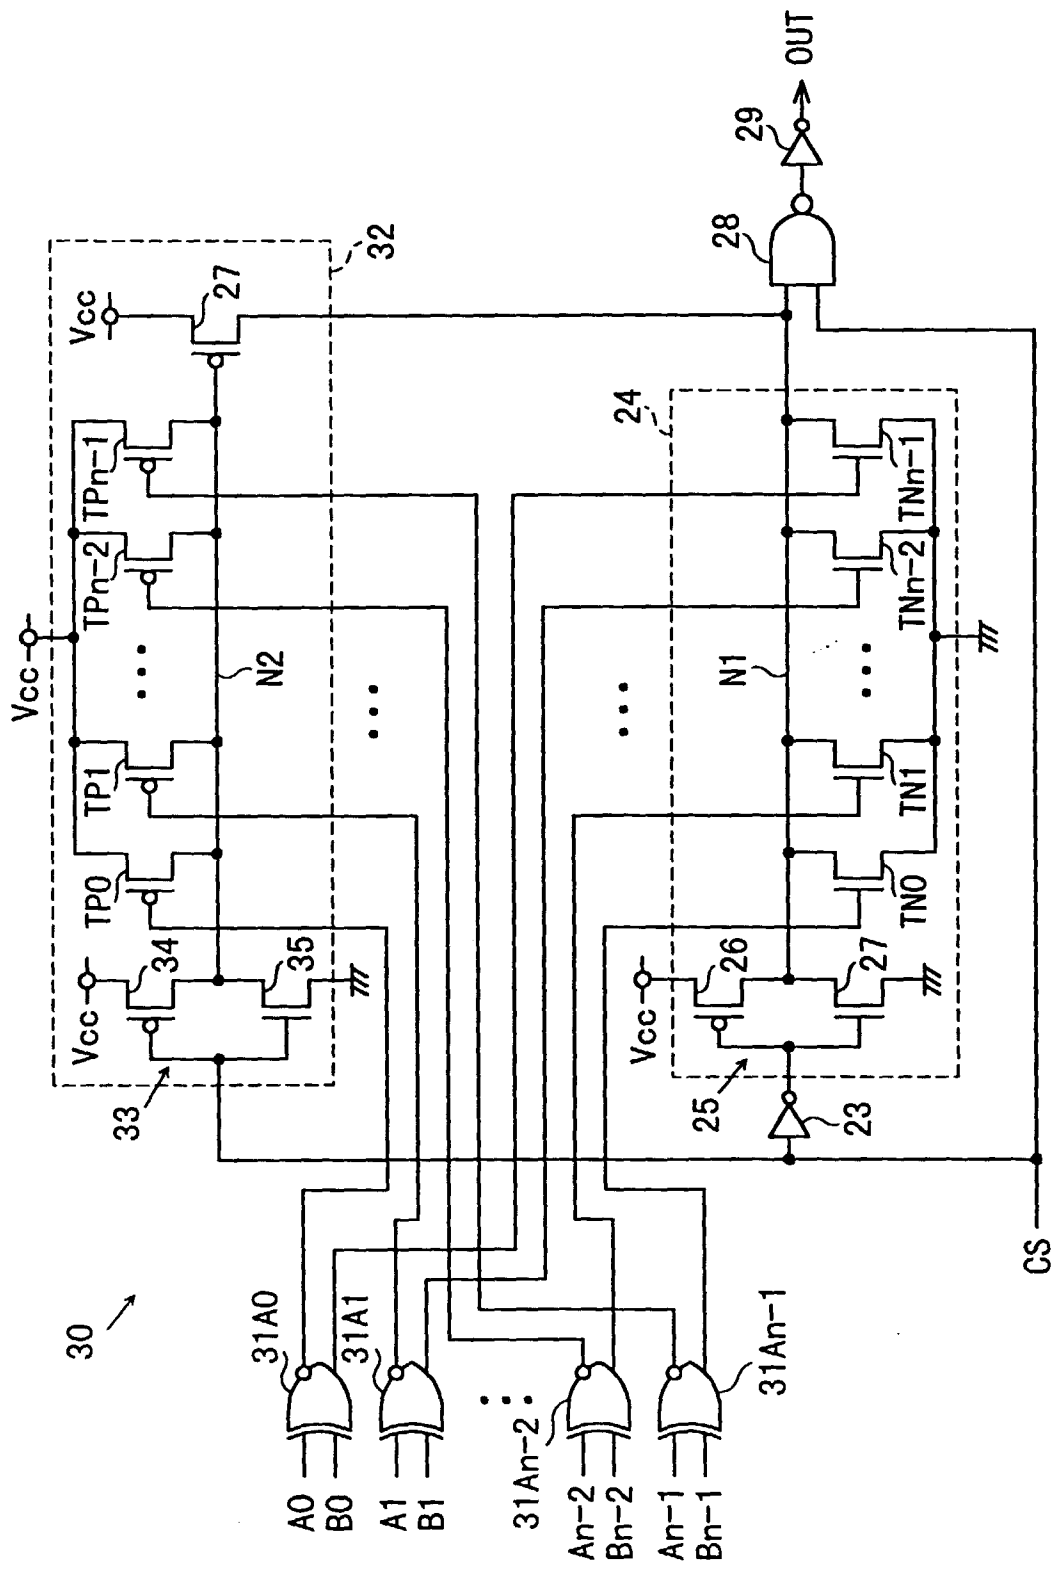 30
A0
B0
A1
B1
An-2
Bn-2
An-1
Bn-1
31A0
31A1
31An-2
31An-1
CS
33
Vcc
34
35
TP0
TP1
Vcc
TPn-2
TPn-1
N2
Vcc
27
32
23
25
Vcc
26
27
TN0
TN1
N1
TNn-2
TNn-1
24
28
29
OUT